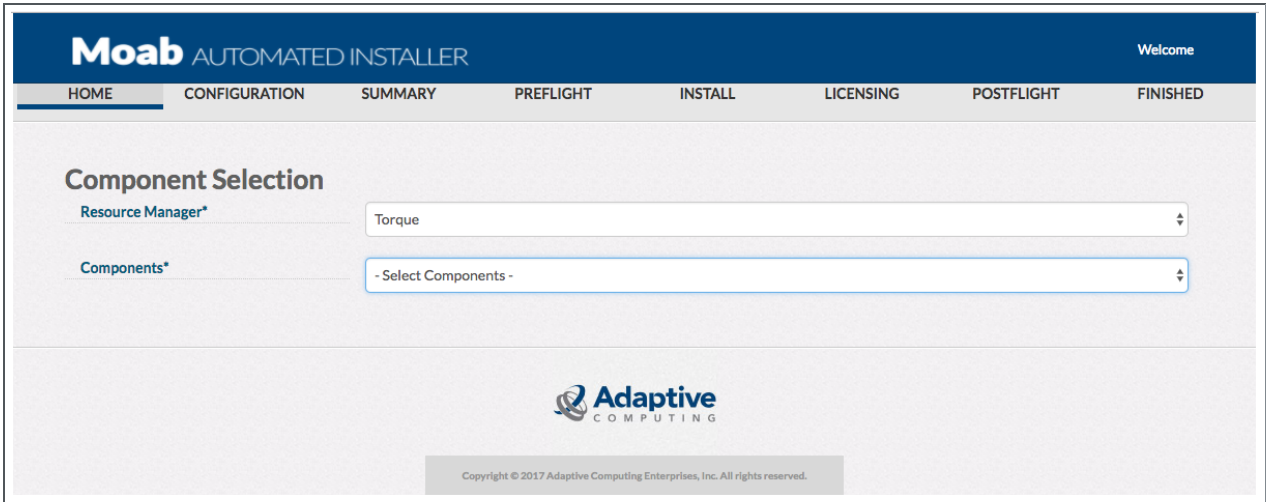 Moab AUTOMATED INSTALLER
Welcome
HOME CONFIGURATION SUMMARY PREFLIGHT INSTALL LICENSING POSTFLIGHT FINISHED
Component Selection
Resource Manager* Torque
Components* - Select Components -
Adaptive
COMPUTING
Copyright © 2017 Adaptive Computing Enterprises, Inc. All rights reserved.